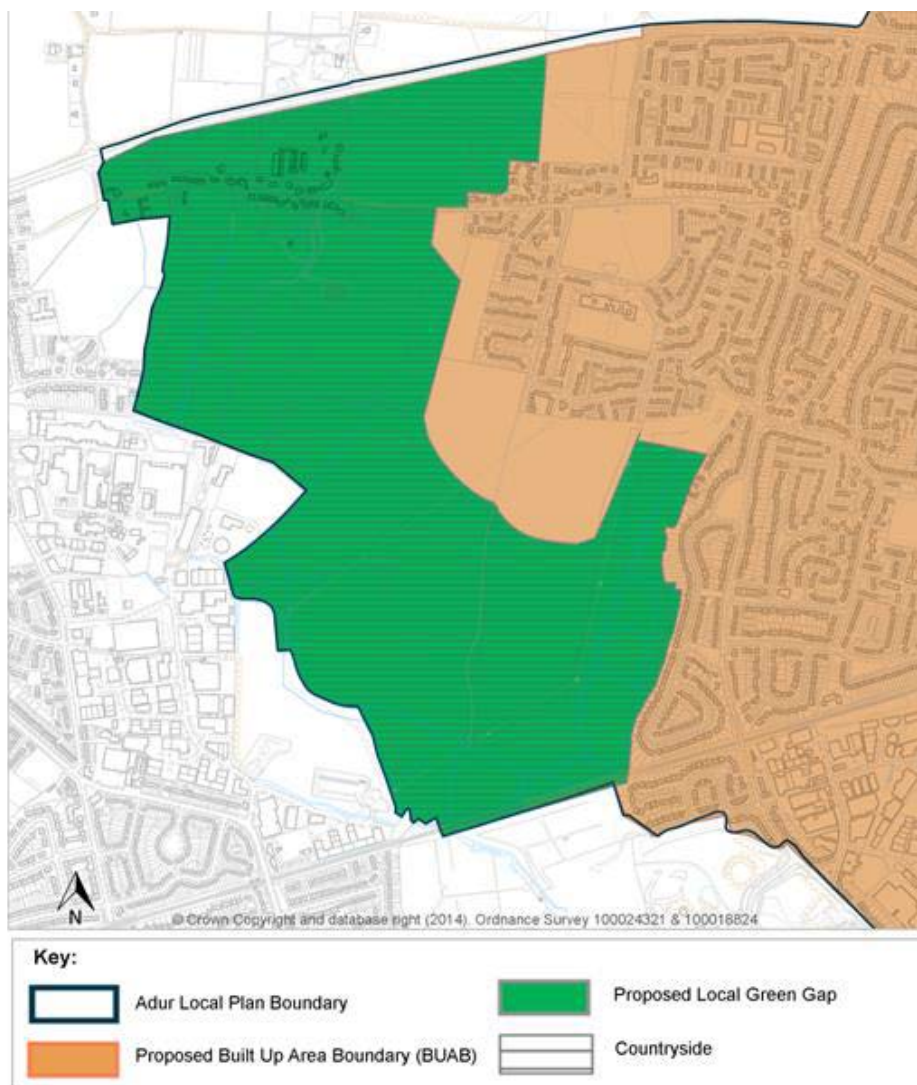 N
© Crown Copyright and database right (2014). Ordnance Survey 100024321 & 100018824
Key:
Adur Local Plan Boundary
Proposed Local Green Gap
Proposed Built Up Area Boundary (BUAB)
Countryside